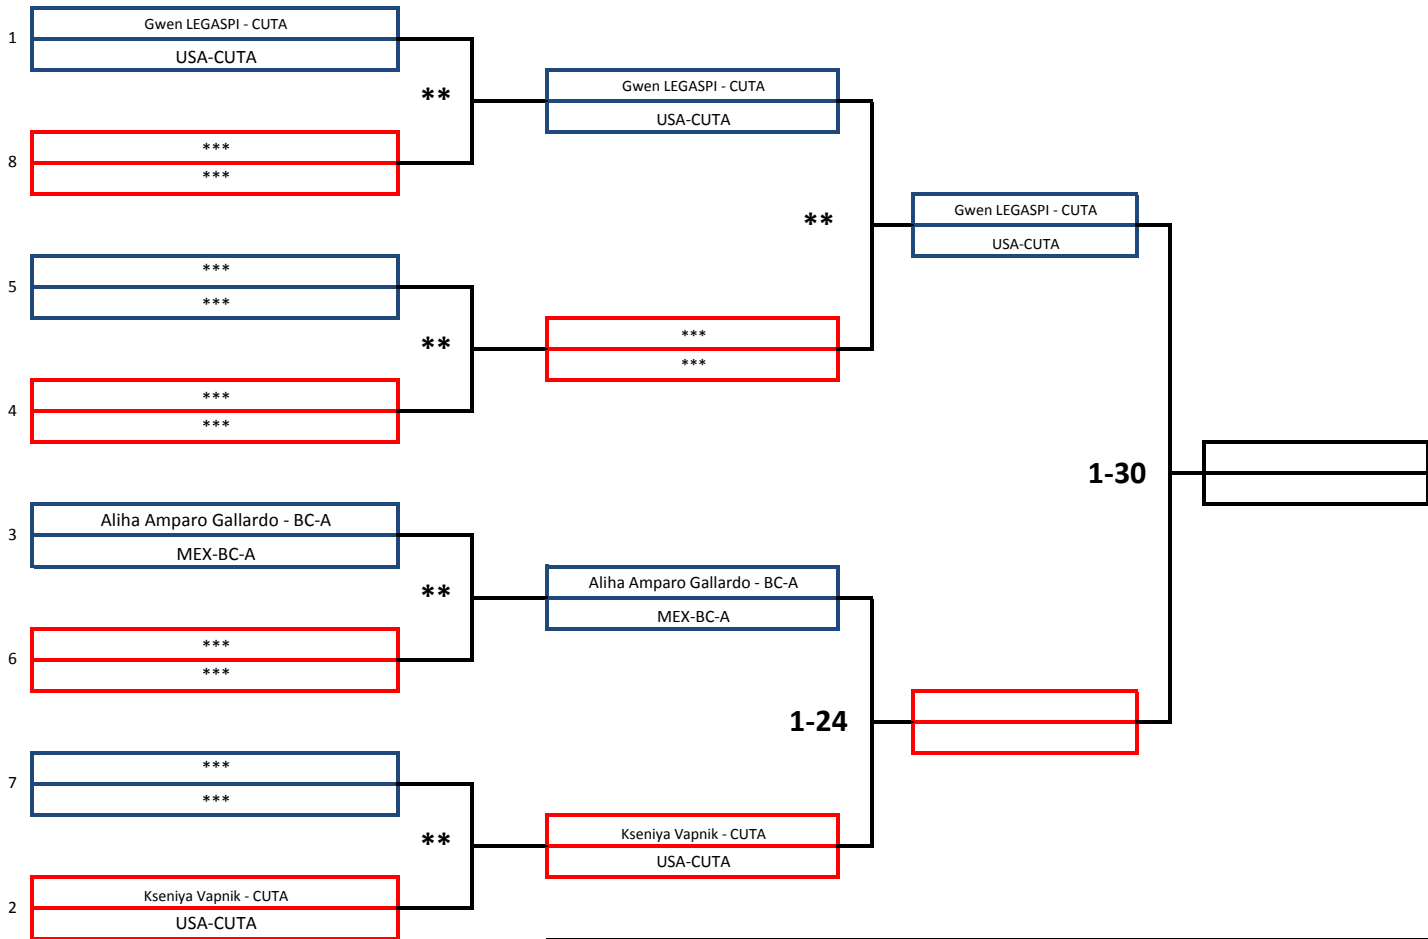 1
Gwen LEGASPI - CUTA
USA-CUTA
**
8
***
***
5
***
***
**
4
***
***
3
Aliha Amparo Gallardo - BC-A
MEX-BC-A
**
6
***
***
7
***
***
**
2
Kseniya Vapnik - CUTA
USA-CUTA
Gwen LEGASPI - CUTA
USA-CUTA
**
***
***
Aliha Amparo Gallardo - BC-A
MEX-BC-A
1-24
Kseniya Vapnik - CUTA
USA-CUTA
Gwen LEGASPI - CUTA
USA-CUTA
1-30